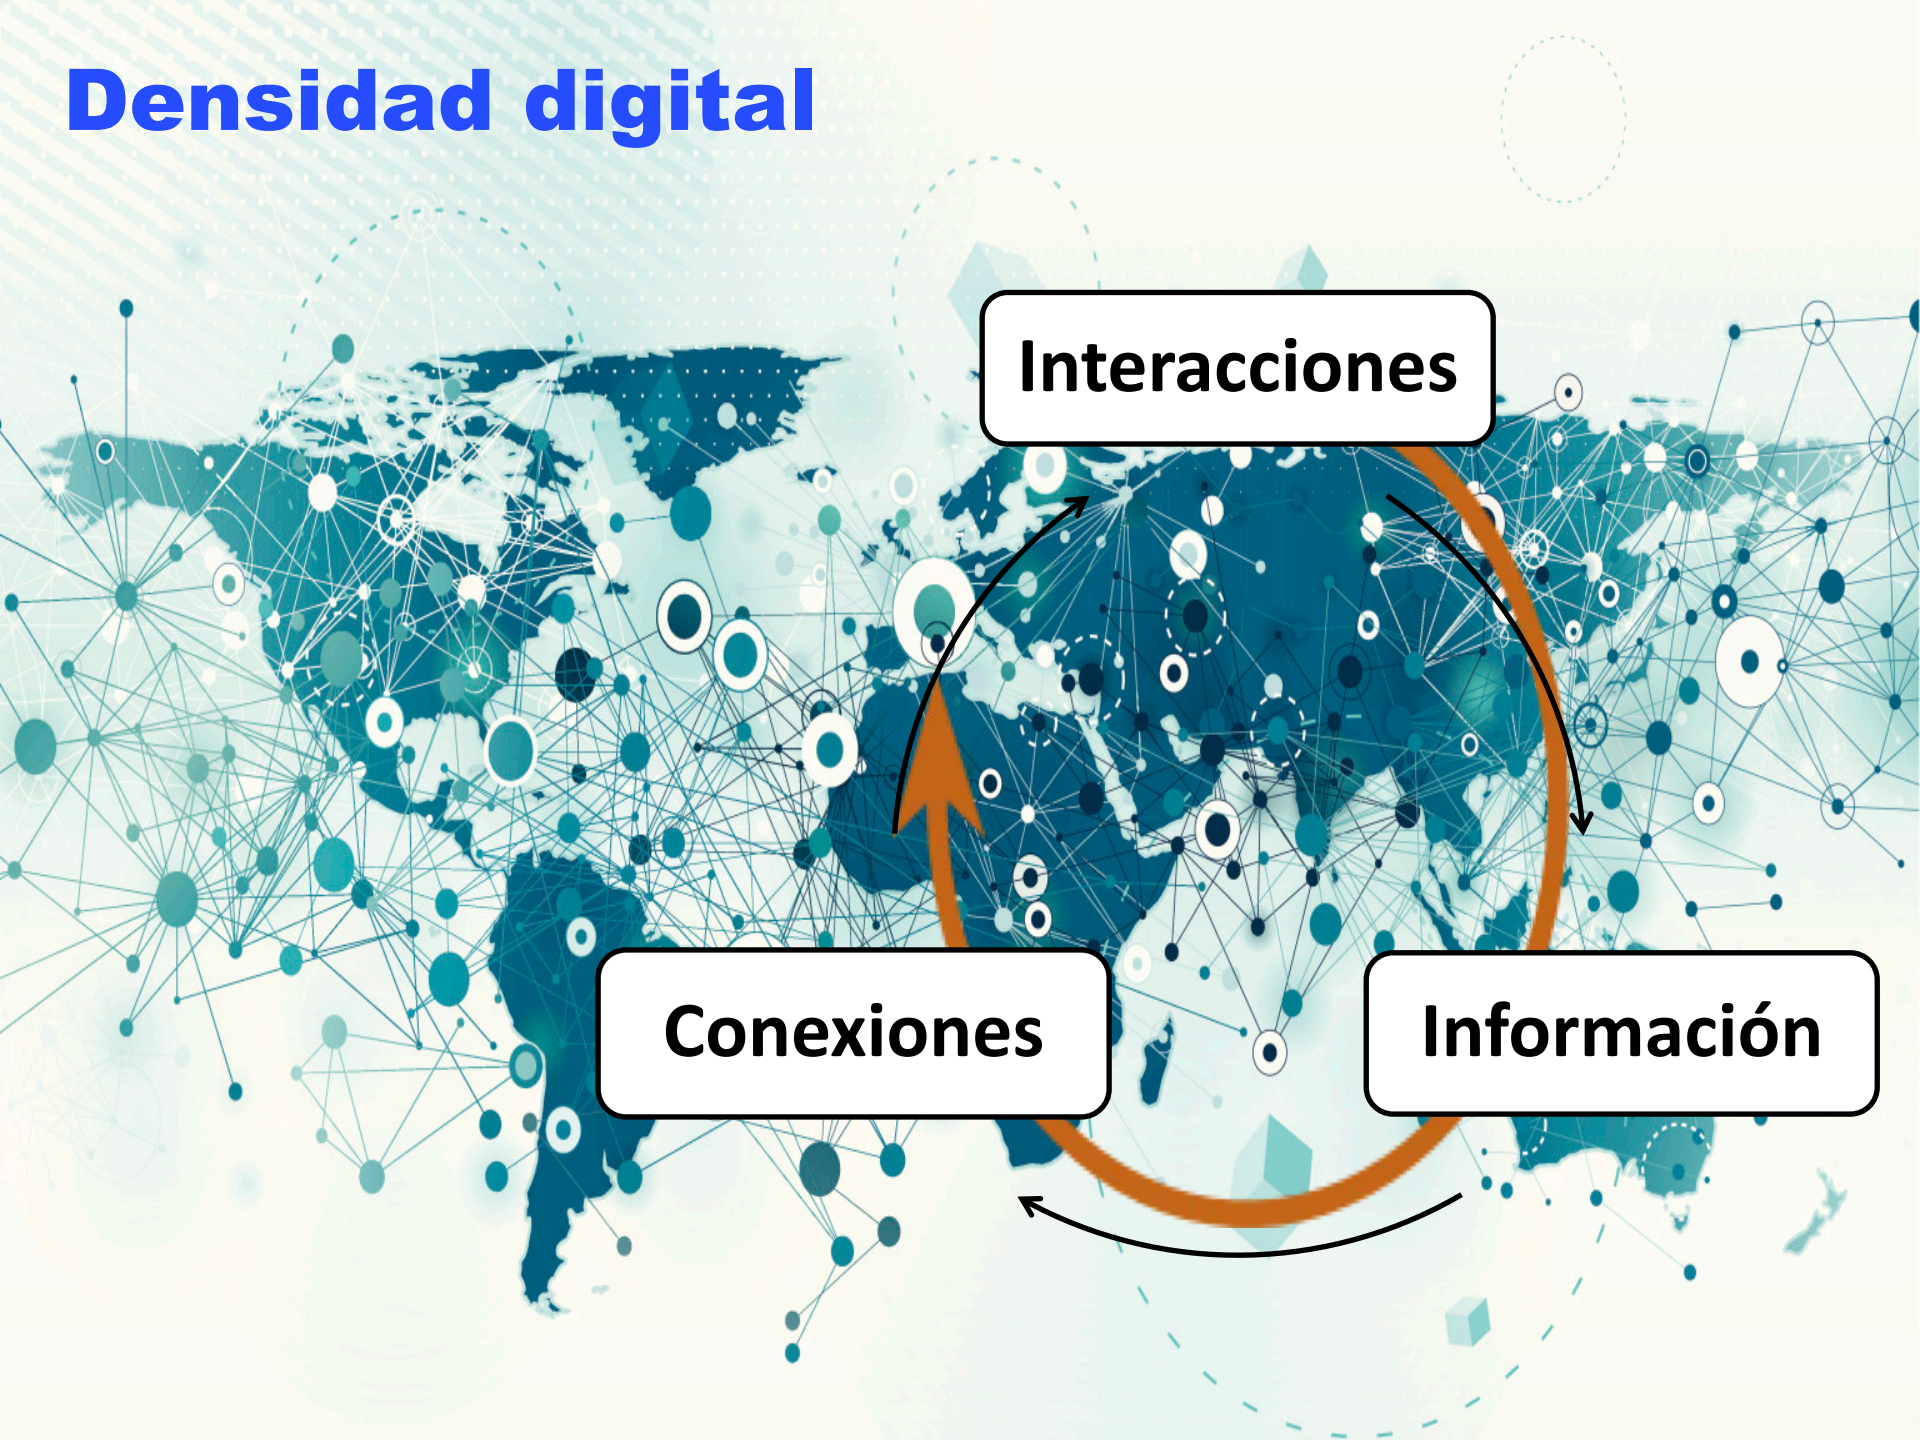 Densidad digital
Interacciones
Conexiones
Información